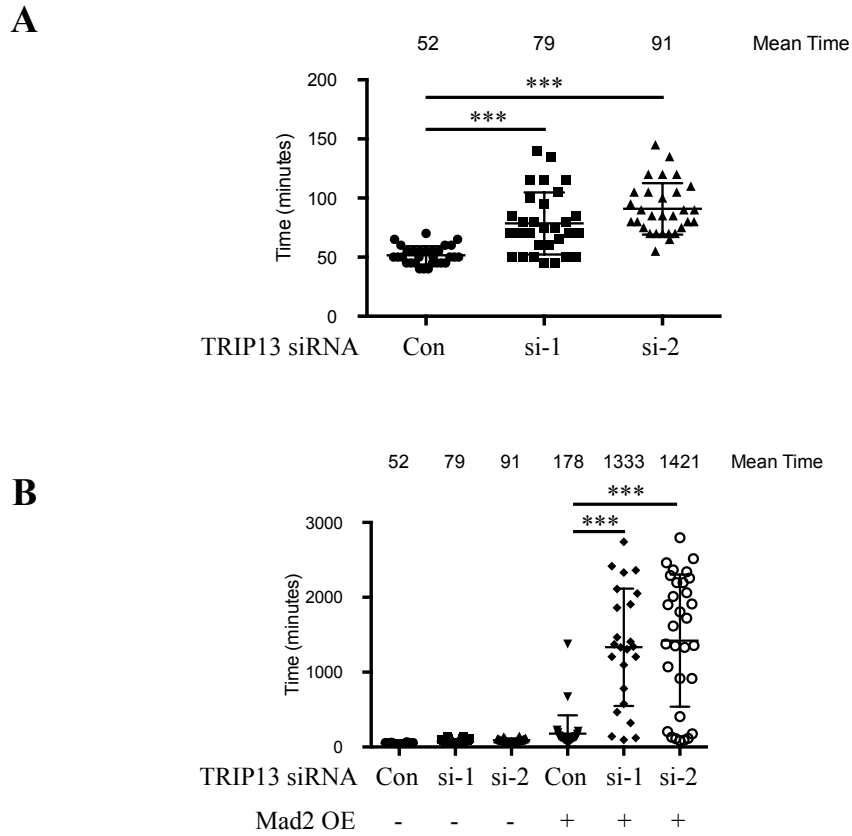 A
52 79 91 Mean Time
200
***
***
150
100
50
0
Time (minutes)
TRIP13 siRNA Con si-1 si-2
52 79 91 178 1333 1421 Mean Time
B
***
***
3000
2000
1000
0
Time (minutes)
TRIP13 siRNA Con si-1 si-2 Con si-1 si-2
Mad2 OE - - - + + +